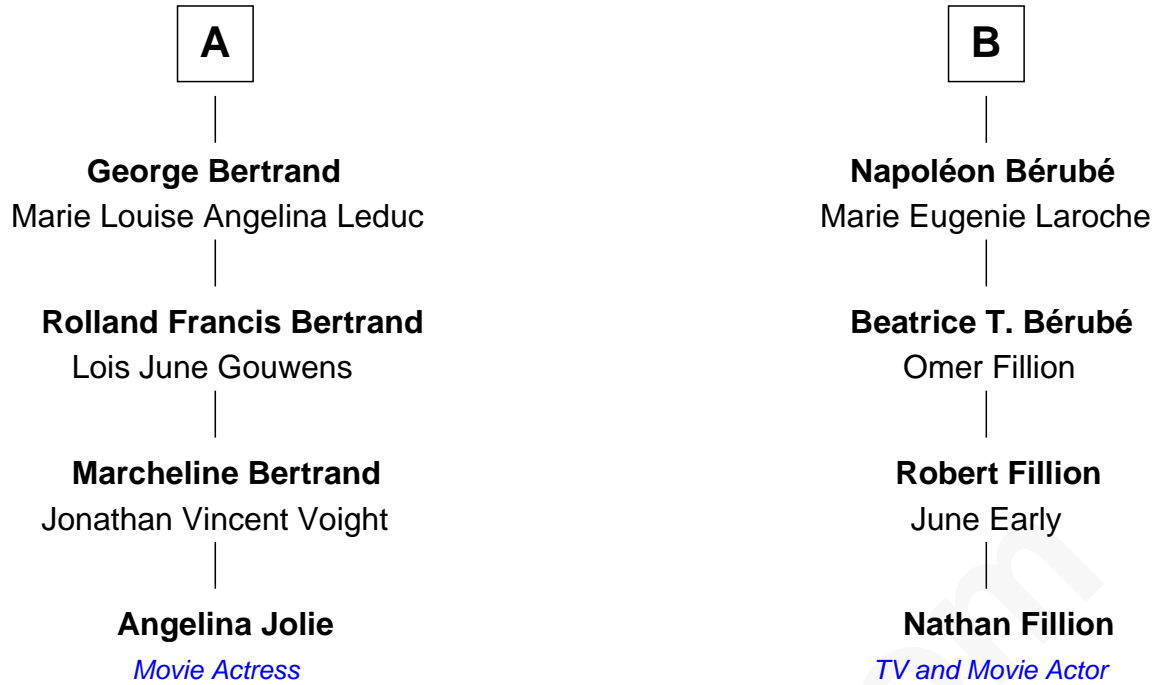 A
George Bertrand
Marie Louise Angelina Leduc
Rolland Francis Bertrand
Lois June Gouwens
Marcheline Bertrand
Jonathan Vincent Voight
Angelina Jolie
Movie Actress
B
Napoléon Bérubé
Marie Eugenie Laroche
Beatrice T. Bérubé
Omer Fillion
Robert Fillion
June Early
Nathan Fillion
TV and Movie Actor
om